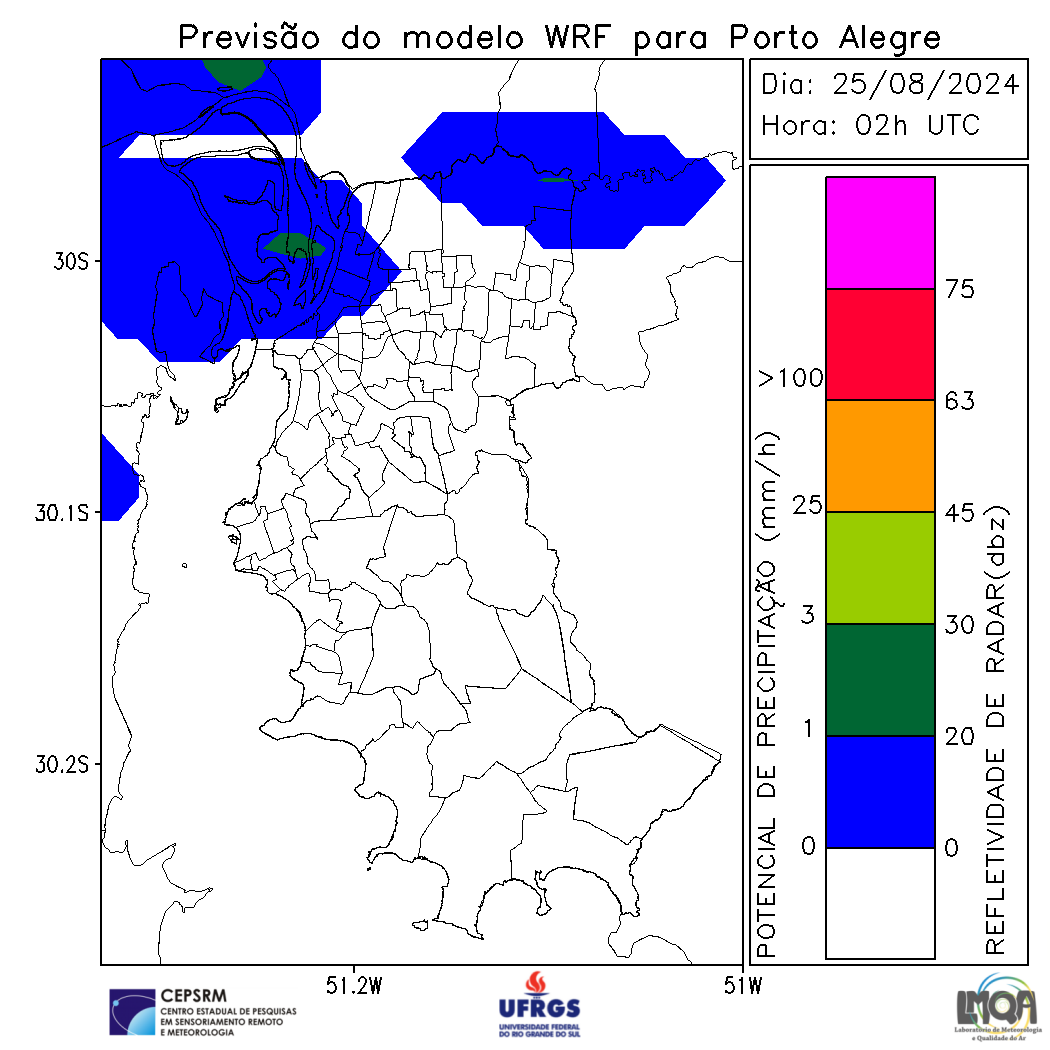 Previsão do modelo WRF para Porto Alegre
Dia: 25/08/2024
Hora: 02h UTC
30S
30.1S
30.2S
51.2W
51W
POTENCIAL DE PRECIPITAÇÃO (mm/h)
>100
25
3
1
0
75
63
45
30
20
0
REFLETIVIDADE DE RADAR(dbz)
CEPSRM
CENTRO ESTADUAL DE PESQUISAS
EM SENSORIAMENTO REMOTO
E METEOROLOGIA
UFRGS
UNIVERSIDADE FEDERAL
DO RIO GRANDE DO SUL
LMQA
Laboratório de Meteorologia
e Qualidade do Ar